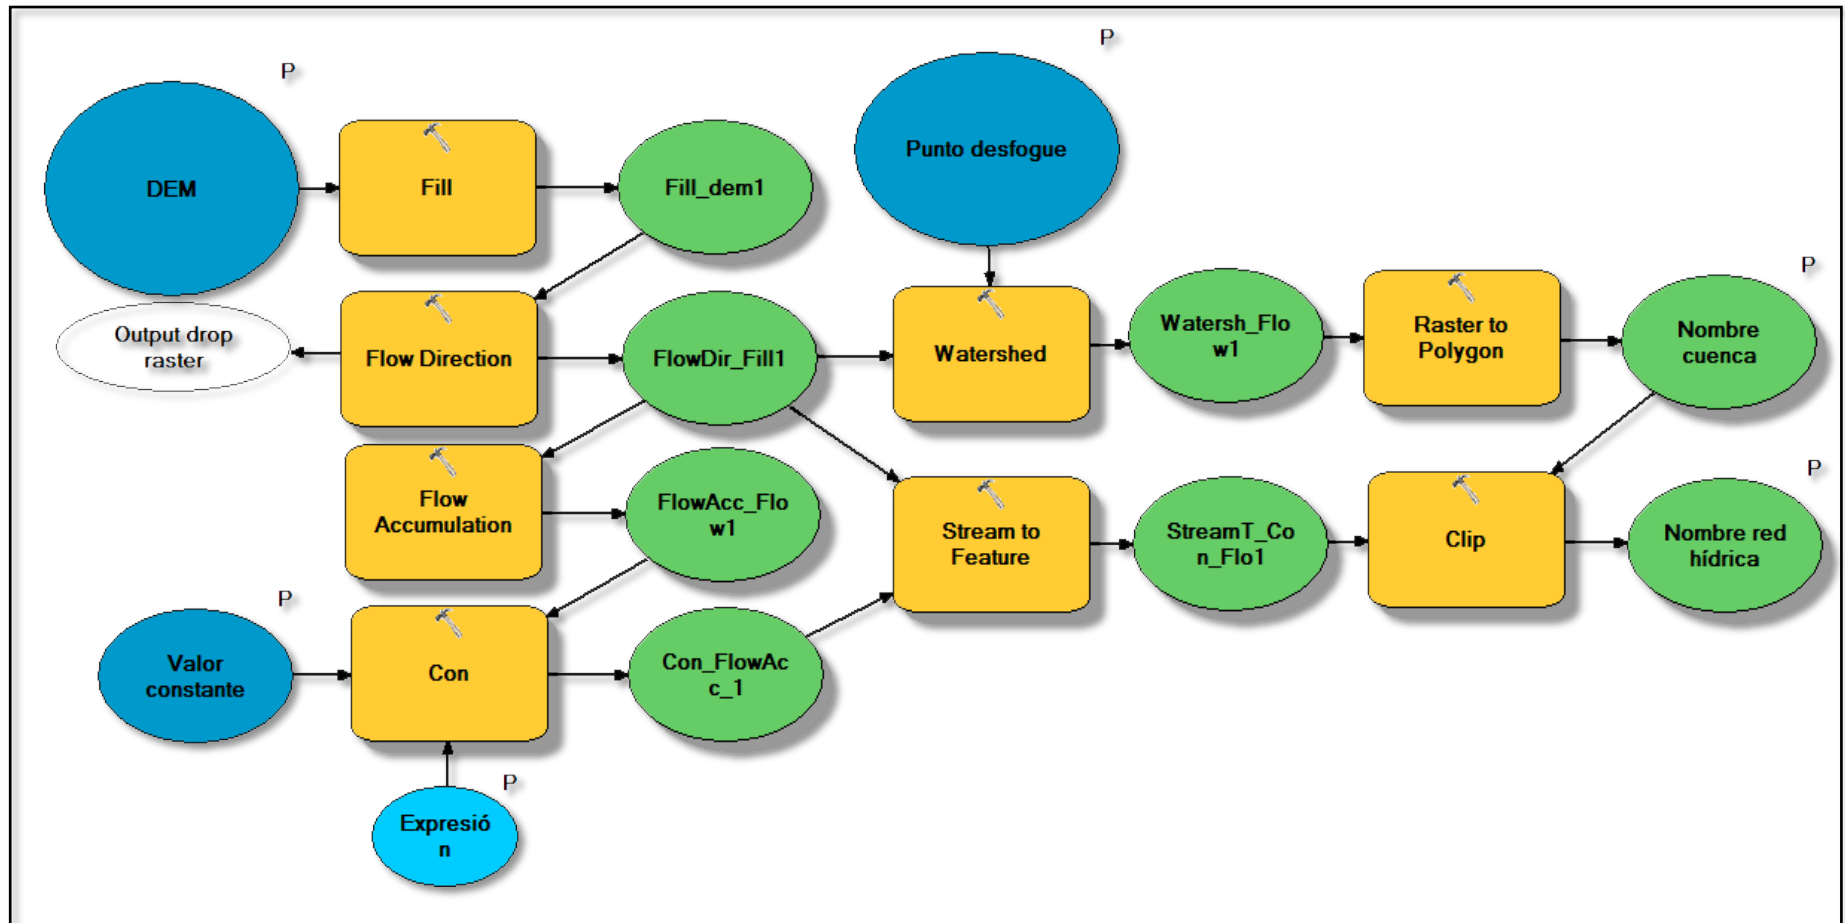 P
P
DEM
Fill
Fill_dem1
Punto desfogue
P
Output drop
raster
Flow Direction
FlowDir_Fill1
Watershed
Watersh_Flo
w1
Raster to
Polygon
Nombre
cuenca
P
Flow
Accumulation
FlowAcc_Flo
w1
Stream to
Feature
StreamT_Co
n_Flo1
Clip
Nombre red
hídrica
P
Valor
constante
Con
Con_FlowAc
c_1
P
Expresió
n